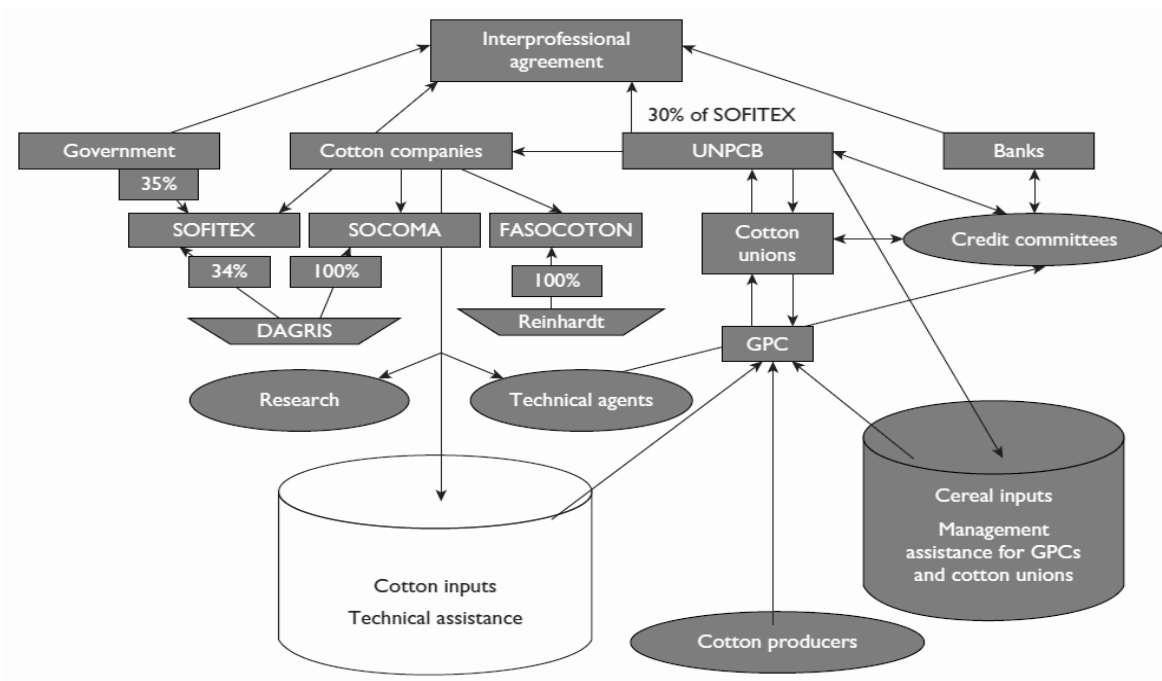 Interprofessional
agreement
30% of SOFITEX
Government
Cotton companies
UNPCB
Banks
35%
SOFITEX
SOCOMA
FASOCOTON
Cotton
unions
Credit committees
34%
100%
100%
DAGRIS
Reinhardt
GPC
Research
Technical agents
Cereal inputs
Management
assistance for GPCs
and cotton unions
Cotton inputs
Technical assistance
Cotton producers